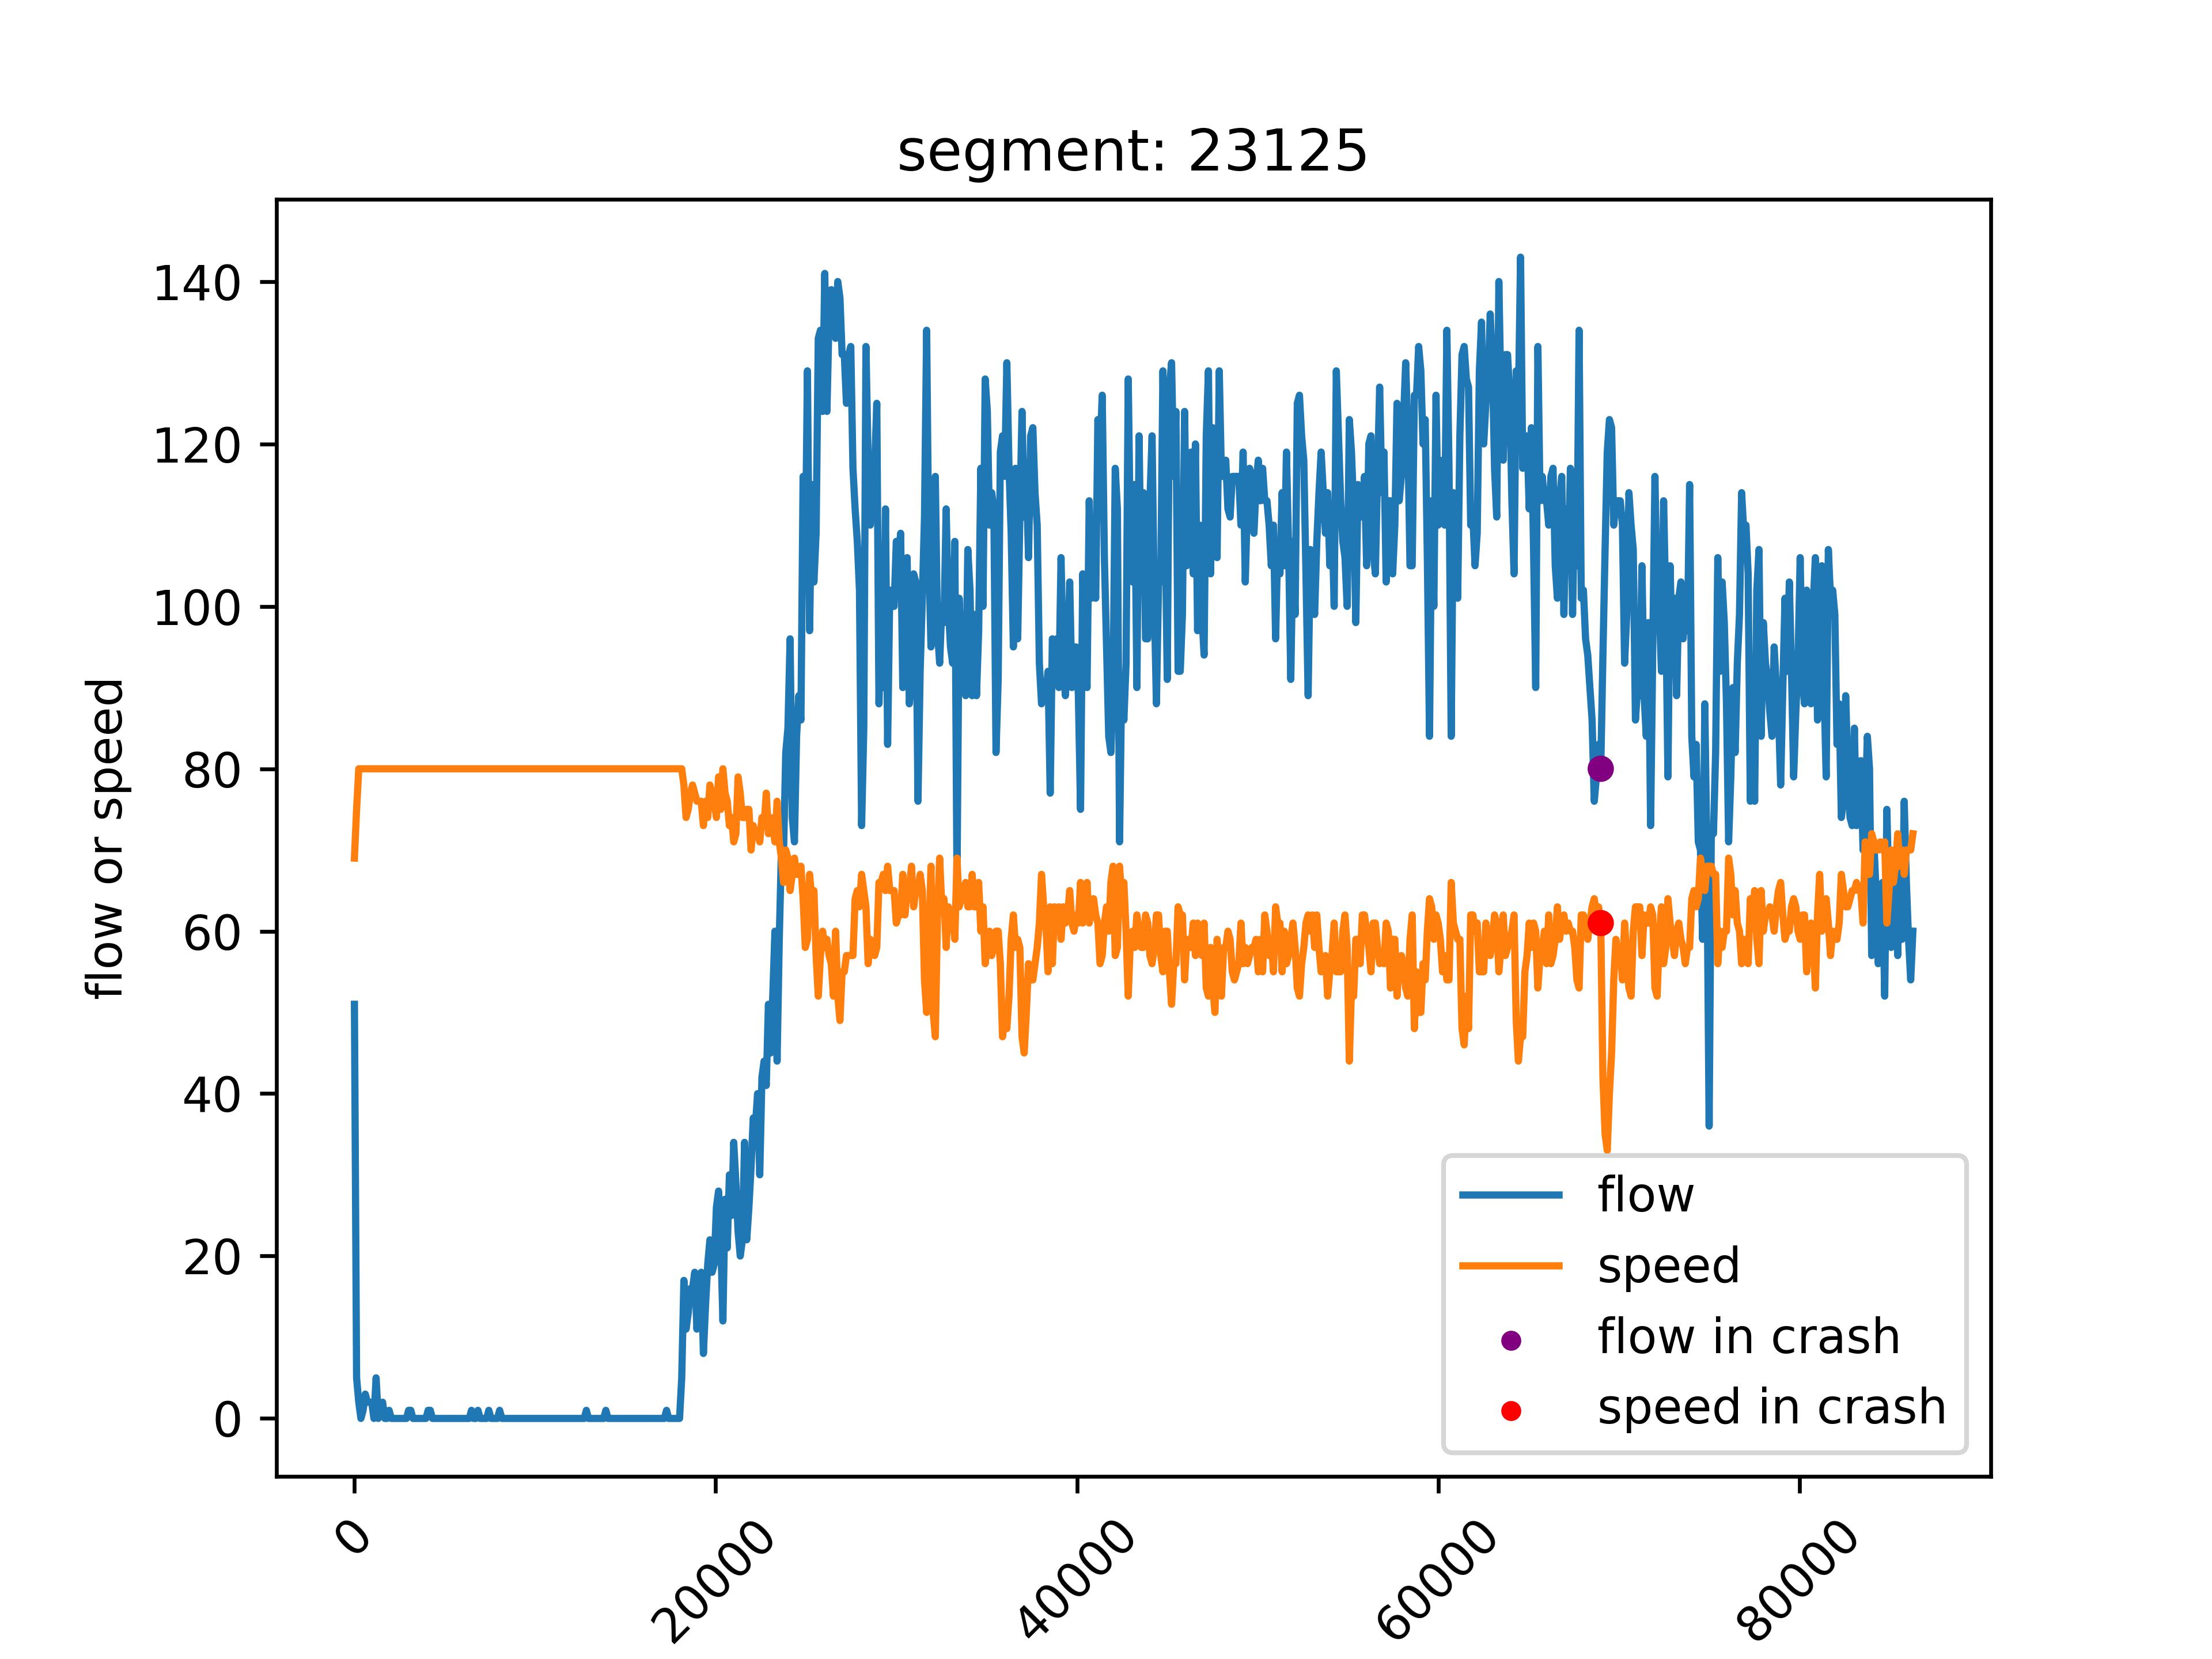 segment: 23125
flow or speed
140
120
100
80
60
40
20
0
flow
speed
flow in crash
speed in crash
0
20000
40000
60000
80000